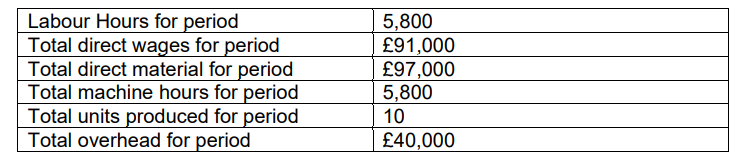 Labour Hours for period 5,800
Total direct wages for period £91,000
Total direct material for period £97,000
Total machine hours for period 5,800
Total units produced for period 10
Total overhead for period £40,000